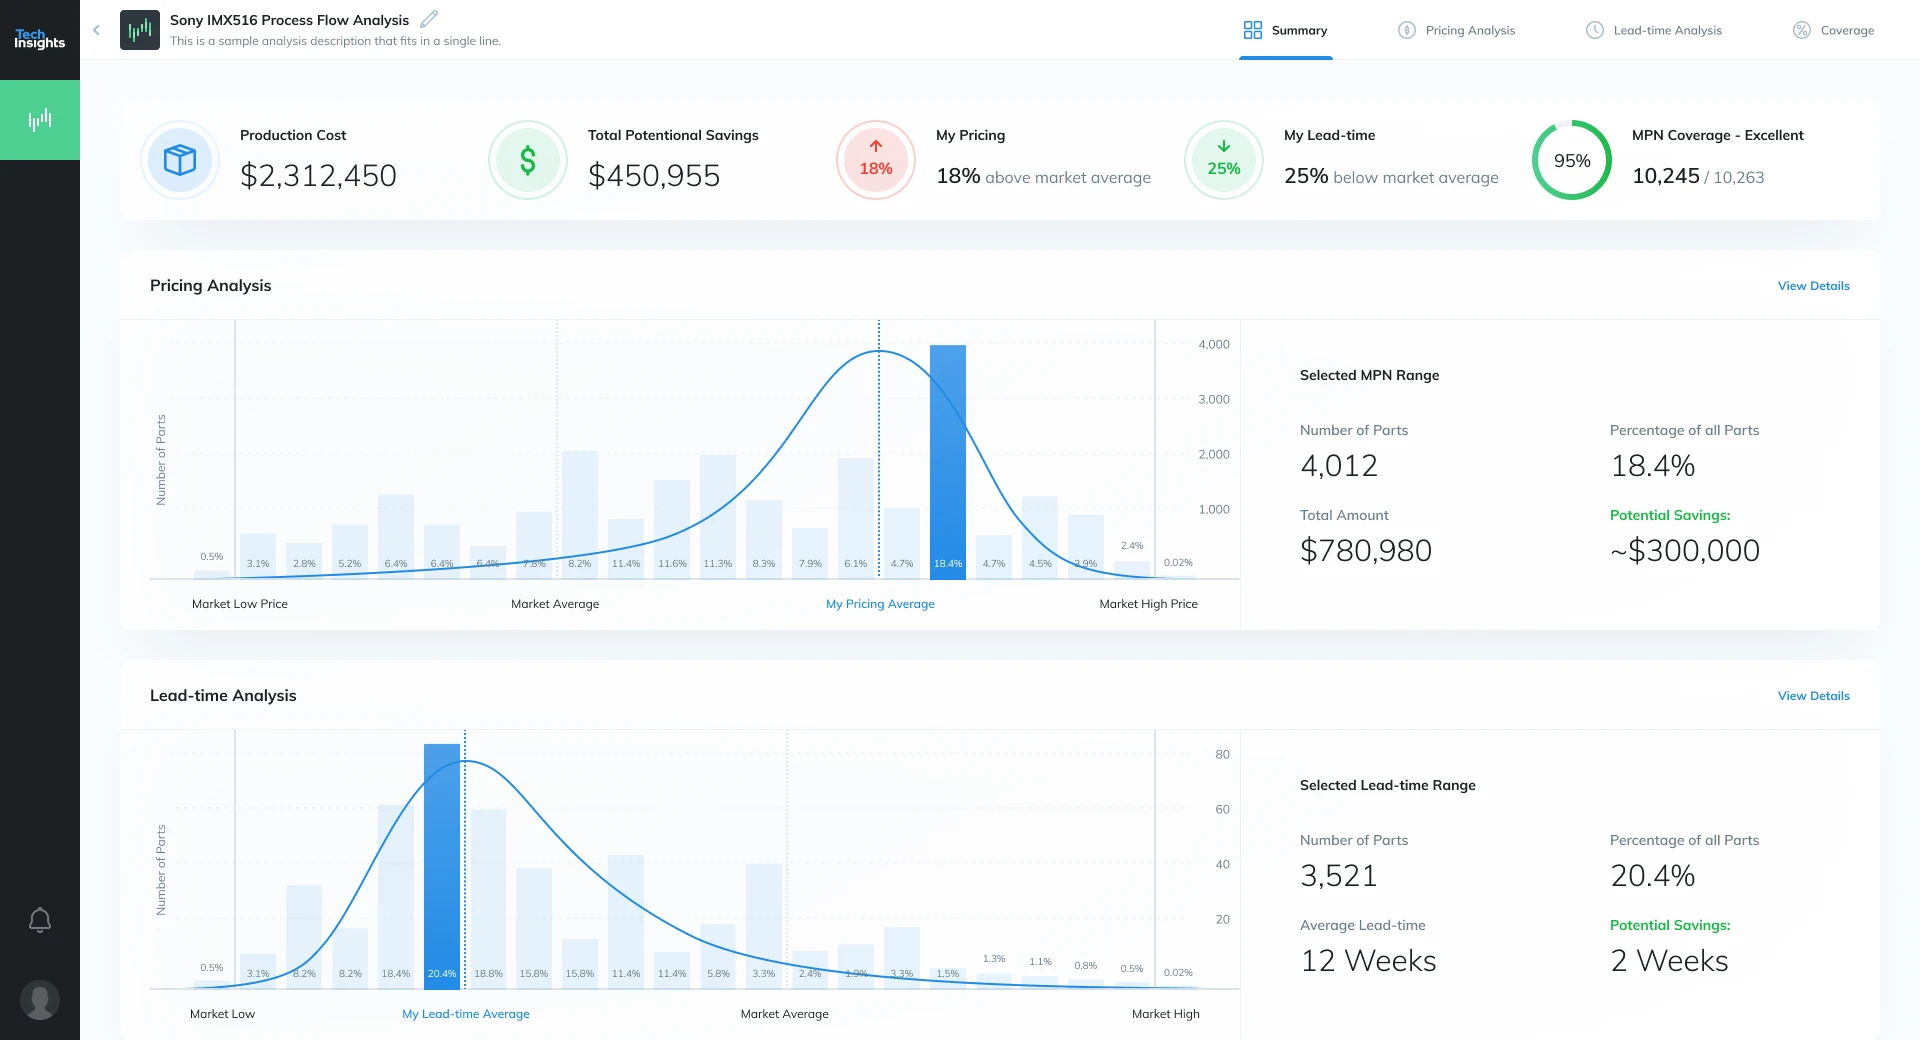 Tech
Insights
Sony IMX516 Process Flow Analysis
This is a sample analysis description that fits in a single line.
Summary
Pricing Analysis
Lead-time Analysis
Coverage
Production Cost
$2,312,450
Total Potentional Savings
$450,955
18%
My Pricing
18% above market average
25%
My Lead-time
25% below market average
95%
MPN Coverage - Excellent
10,245 / 10,263
Pricing Analysis
View Details
Number of Parts
4,000
3,000
2,000
1,000
0.5%
3.1%
2.8%
5.2%
6.4%
6.4%
6.4%
7.8%
8.2%
11.4%
11.6%
11.3%
8.3%
7.9%
6.1%
4.7%
18.4%
4.7%
4.5%
3.9%
2.4%
0.02%
Market Low Price
Market Average
My Pricing Average
Market High Price
Selected MPN Range
Number of Parts
4,012
Percentage of all Parts
18.4%
Total Amount
$780,980
Potential Savings:
~$300,000
Lead-time Analysis
View Details
Number of Parts
80
60
40
20
0.5%
3.1%
8.2%
8.2%
18.4%
20.4%
18.8%
15.8%
15.8%
11.4%
11.4%
5.8%
3.3%
2.4%
1.9%
3.3%
1.5%
1.3%
1.1%
0.8%
0.5%
0.02%
Market Low
My Lead-time Average
Market Average
Market High
Selected Lead-time Range
Number of Parts
3,521
Percentage of all Parts
20.4%
Average Lead-time
12 Weeks
Potential Savings:
2 Weeks